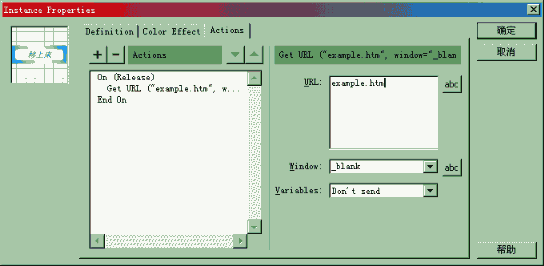 Instance Properties
Definition
Color Effect
Actions
确定
取消
帮助
Actions
On (Release)
Get URL ("example.htm", w...
End On
Get URL ("example.htm", window="_blan
URL:
example.htm
abc
Window:
_blank
abc
Variables:
Don't send